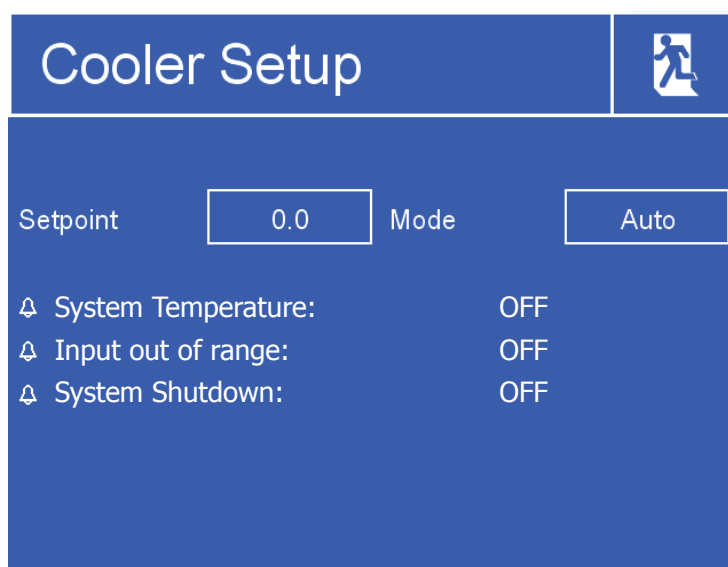 Cooler Setup
Setpoint 0.0 Mode Auto
System Temperature: OFF
Input out of range: OFF
System Shutdown: OFF